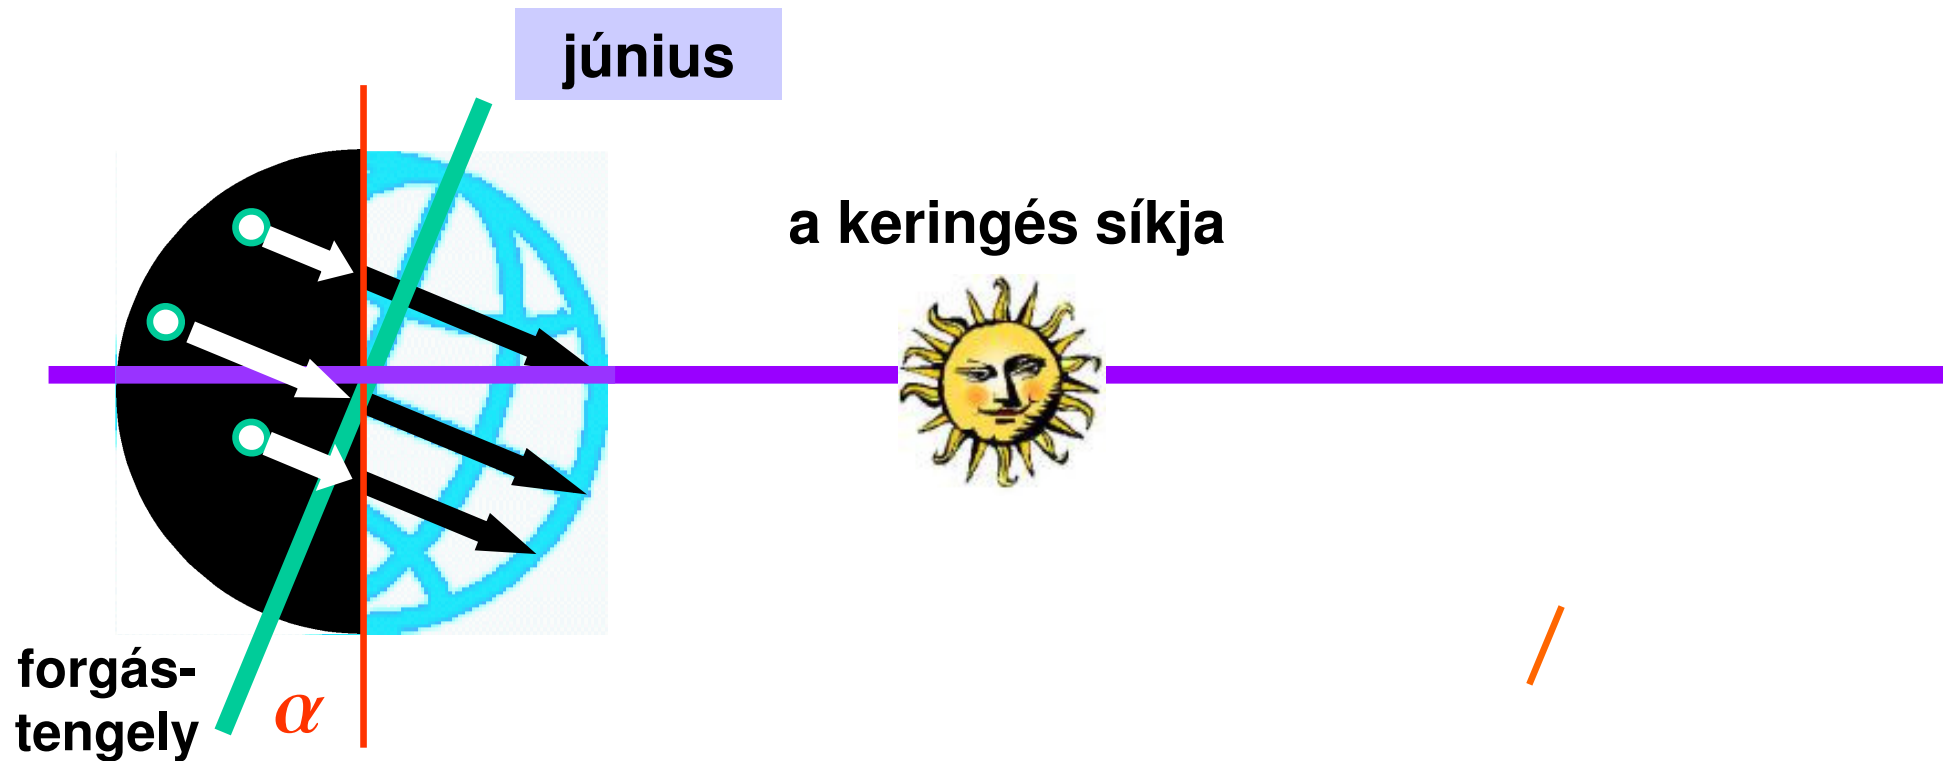 június
a keringés síkja
forgás-
tengely
α